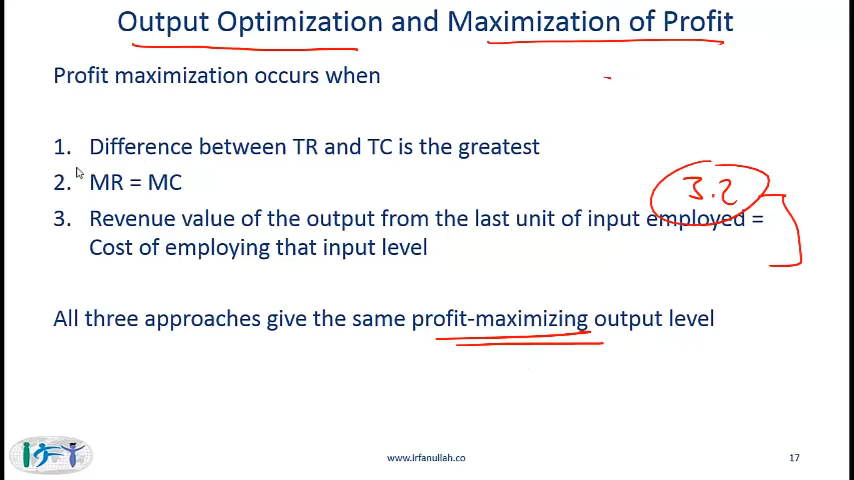 Output Optimization and Maximization of Profit
Profit maximization occurs when
1. Difference between TR and TC is the greatest
2. MR = MC
3.2
3. Revenue value of the output from the last unit of input employed =
Cost of employing that input level
All three approaches give the same profit-maximizing output level
www.irfanullah.co
17